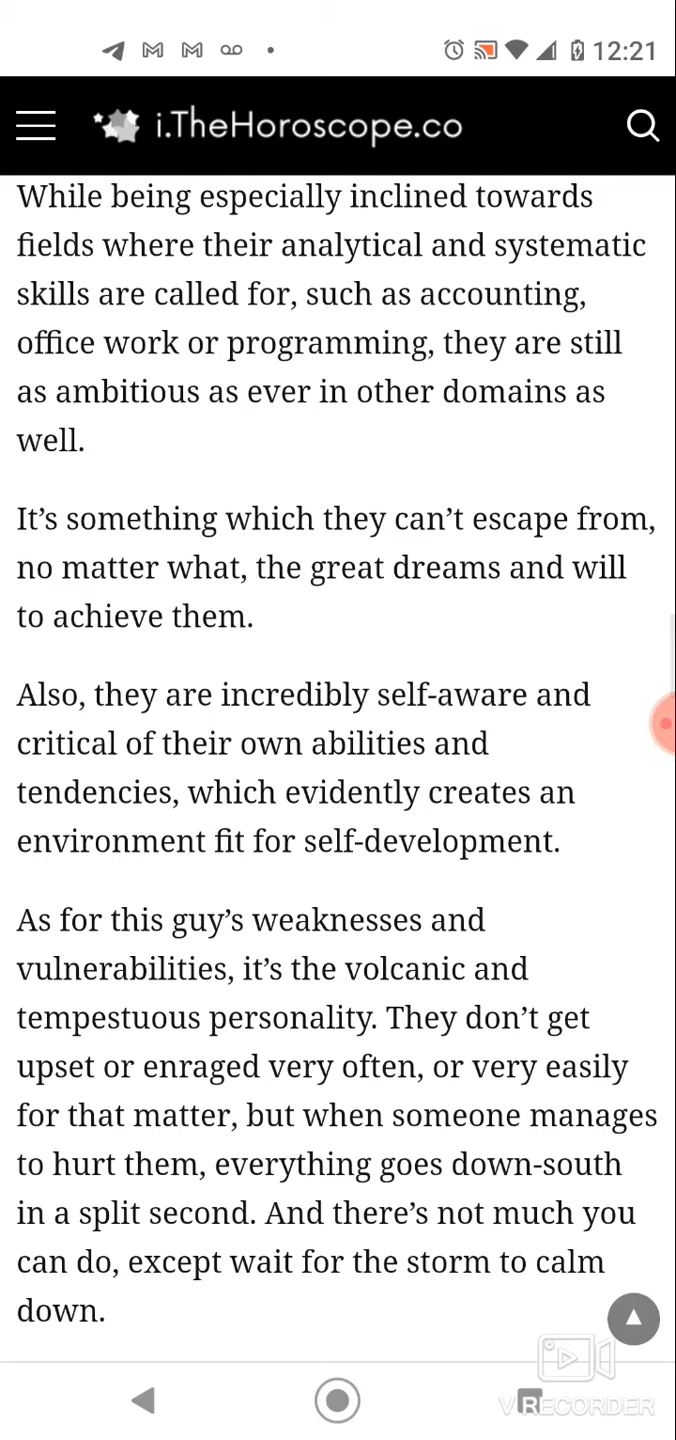 12:21
i.TheHoroscope.co
While being especially inclined towards
fields where their analytical and systematic
skills are called for, such as accounting,
office work or programming, they are still
as ambitious as ever in other domains as
well.
It’s something which they can’t escape from,
no matter what, the great dreams and will
to achieve them.
Also, they are incredibly self-aware and
critical of their own abilities and
tendencies, which evidently creates an
environment fit for self-development.
As for this guy’s weaknesses and
vulnerabilities, it’s the volcanic and
tempestuous personality. They don’t get
upset or enraged very often, or very easily
for that matter, but when someone manages
to hurt them, everything goes down-south
in a split second. And there’s not much you
can do, except wait for the storm to calm
down.
VRECORDER